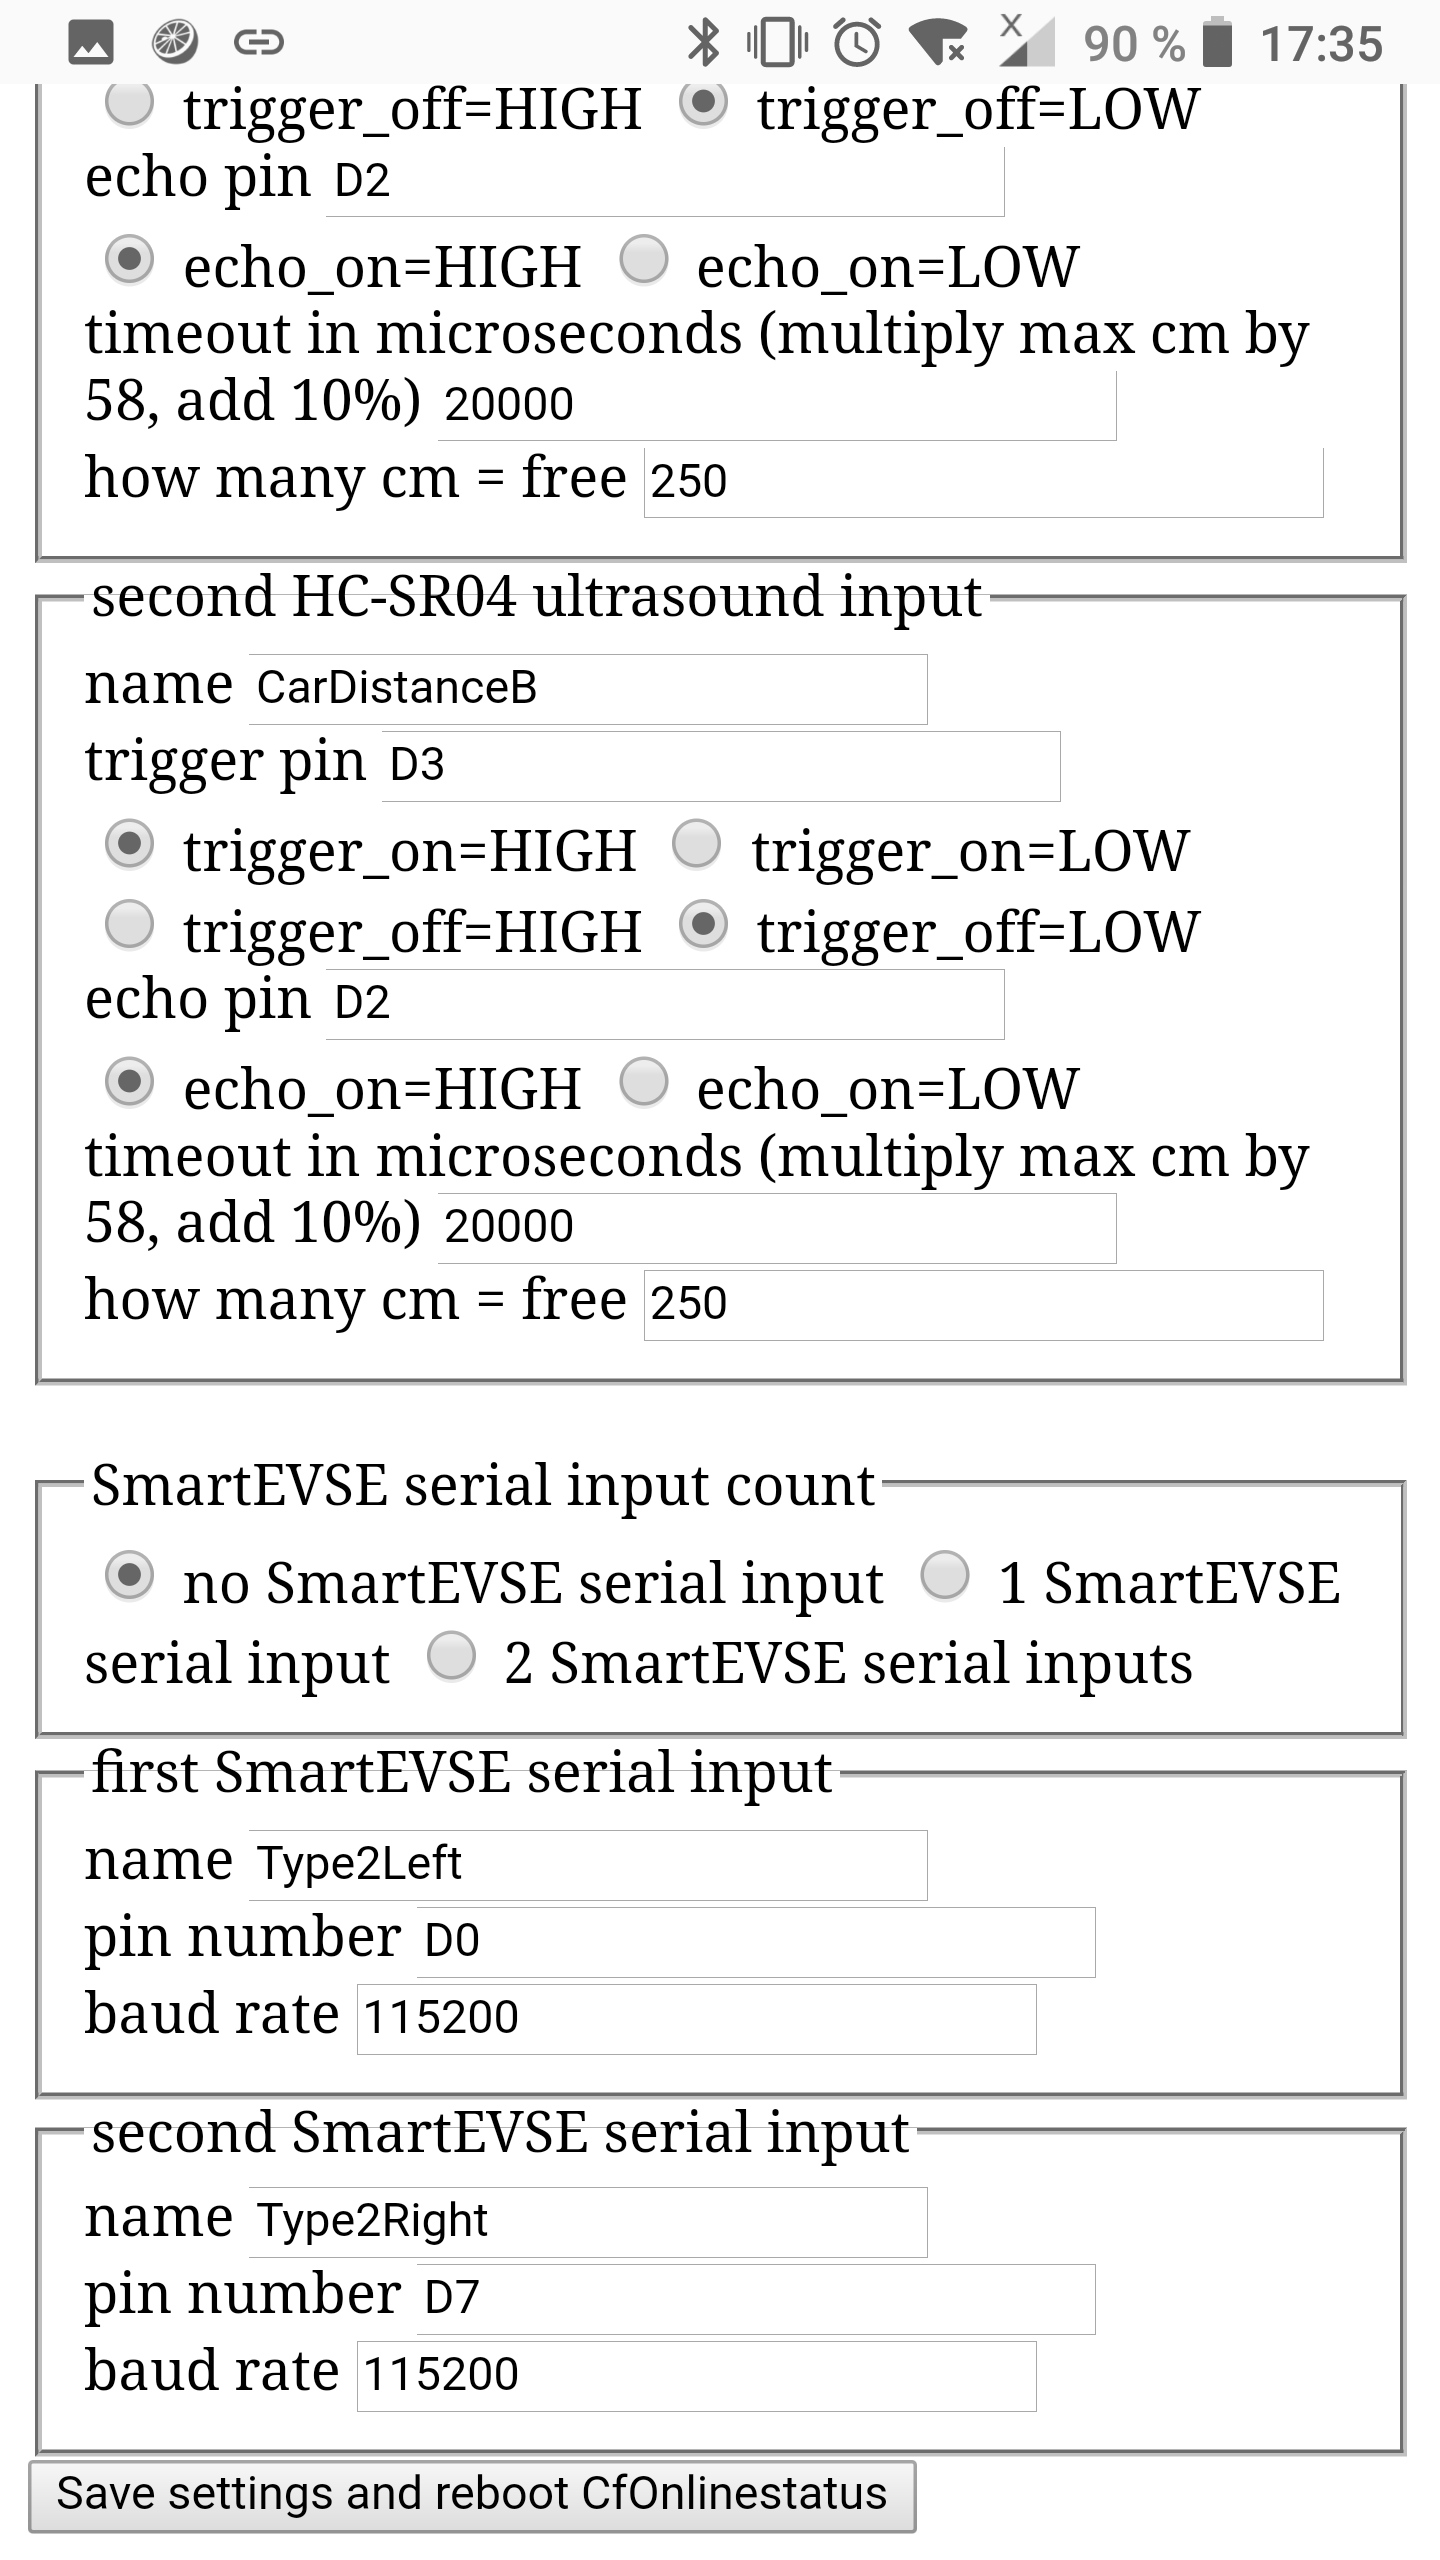 90 % 17:35
trigger_off=HIGH trigger_off=LOW
echo pin D2
echo_on=HIGH echo_on=LOW
timeout in microseconds (multiply max cm by
58, add 10%) 20000
how many cm = free 250
second HC-SR04 ultrasound input
name CarDistanceB
trigger pin D3
trigger_on=HIGH trigger_on=LOW
trigger_off=HIGH trigger_off=LOW
echo pin D2
echo_on=HIGH echo_on=LOW
timeout in microseconds (multiply max cm by
58, add 10%) 20000
how many cm = free 250
SmartEVSE serial input count
no SmartEVSE serial input 1 SmartEVSE
serial input 2 SmartEVSE serial inputs
first SmartEVSE serial input
name Type2Left
pin number D0
baud rate 115200
second SmartEVSE serial input
name Type2Right
pin number D7
baud rate 115200
Save settings and reboot CfOnlinestatus